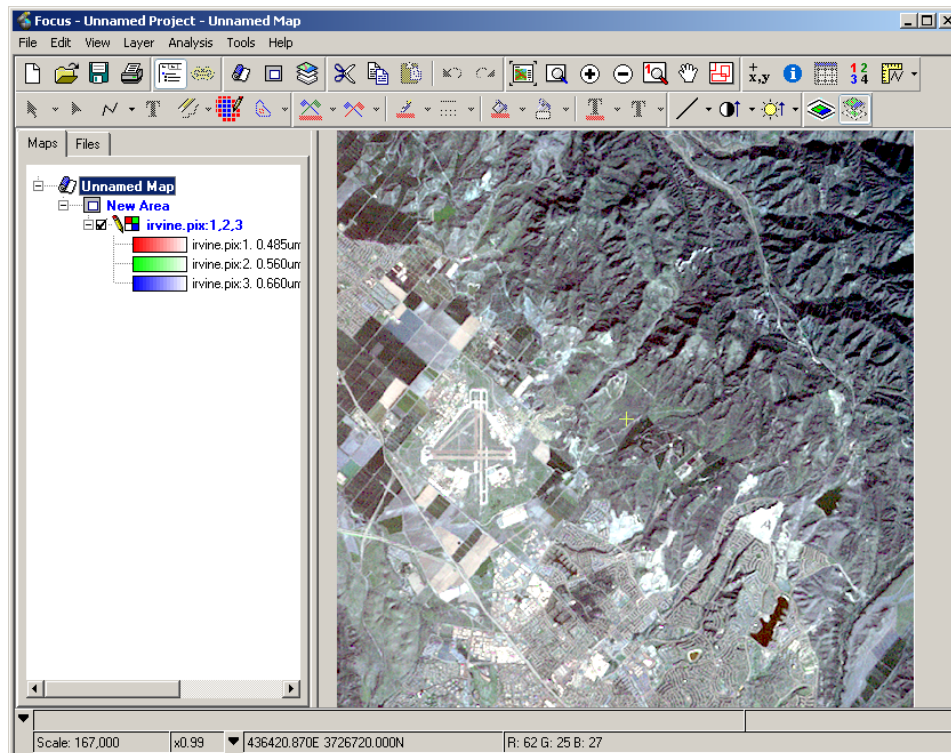 Focus - Unnamed Project - Unnamed Map
File Edit View Layer Analysis Tools Help
+
x,y
1 2
3 4
Maps Files
Unnamed Map
New Area
irvine.pix:1,2,3
irvine.pix:1. 0.485um
irvine.pix:2. 0.560um
irvine.pix:3. 0.660um
Scale: 167,000 x0.99 436420.870E 3726720.000N R: 62 G: 25 B: 27